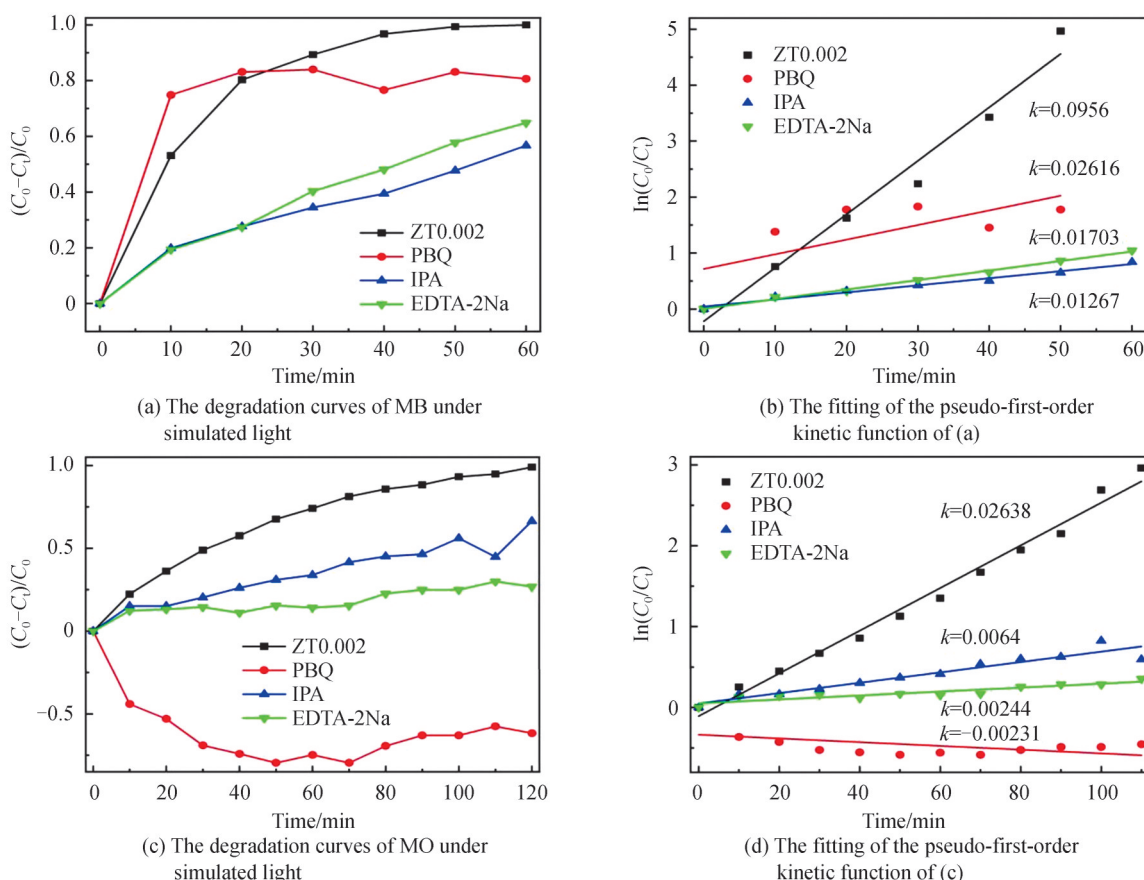 1.0
0.8
0.6
0.4
0.2
0
(C₀−Cₜ)/C₀
ZT0.002
PBQ
IPA
EDTA-2Na
0 10 20 30 40 50 60
Time/min
(a) The degradation curves of MB under
simulated light
5
4
3
2
1
0
ln(C₀/Cₜ)
ZT0.002
PBQ
IPA
EDTA-2Na
k=0.0956
k=0.02616
k=0.01703
k=0.01267
0 10 20 30 40 50 60
Time/min
(b) The fitting of the pseudo-first-order
kinetic function of (a)
1.0
0.5
0
−0.5
(C₀−Cₜ)/C₀
ZT0.002
PBQ
IPA
EDTA-2Na
0 20 40 60 80 100 120
Time/min
(c) The degradation curves of MO under
simulated light
3
2
1
0
ln(C₀/Cₜ)
ZT0.002
PBQ
IPA
EDTA-2Na
k=0.02638
k=0.0064
k=0.00244
k=−0.00231
0 20 40 60 80 100
Time/min
(d) The fitting of the pseudo-first-order
kinetic function of (c)